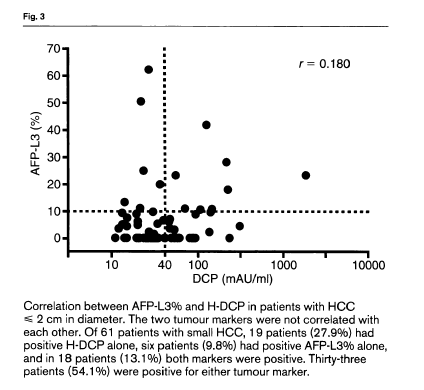 Fig. 3
70
60
50
40
30
20
10
0
AFP-L3 (%)
r = 0.180
10
40
100
1000
10000
DCP (mAU/ml)
Correlation between AFP-L3% and H-DCP in patients with HCC
≤ 2 cm in diameter. The two tumour markers were not correlated with
each other. Of 61 patients with small HCC, 19 patients (27.9%) had
positive H-DCP alone, six patients (9.8%) had positive AFP-L3% alone,
and in 18 patients (13.1%) both markers were positive. Thirty-three
patients (54.1%) were positive for either tumour marker.